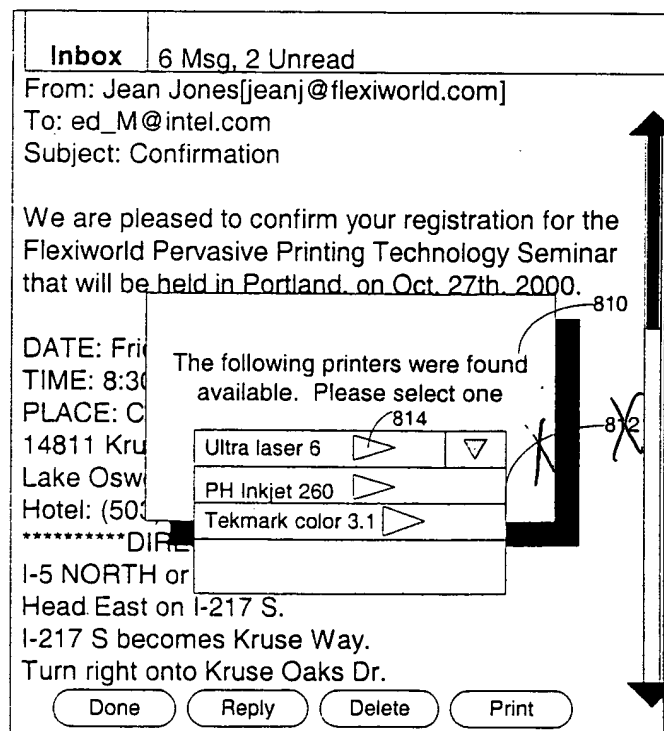 Inbox 6 Msg, 2 Unread
From: Jean Jones[jeanj@flexiworld.com]
To: ed_M@intel.com
Subject: Confirmation
We are pleased to confirm your registration for the
Flexiworld Pervasive Printing Technology Seminar
that will be held in Portland, on Oct. 27th, 2000.
810
DATE: Fri
The following printers were found
TIME: 8:30
available. Please select one
PLACE: C
814
812
14811 Kru
Ultra laser 6
Lake Osw
PH Inkjet 260
Hotel: (503
Tekmark color 3.1
**********DIRE
I-5 NORTH or
Head East on I-217 S.
I-217 S becomes Kruse Way.
Turn right onto Kruse Oaks Dr.
Done Reply Delete Print